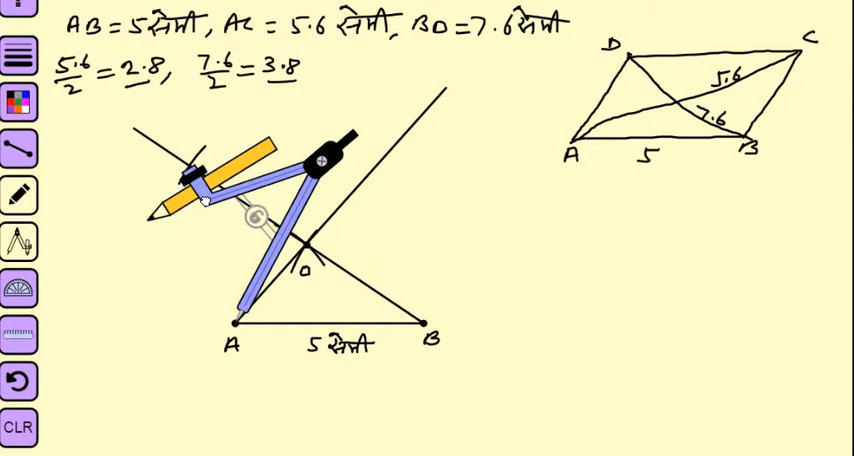 AB = 5 सेमी, AC = 5.6 सेमी, BD = 7.6 सेमी
5.6/2 = 2.8, 7.6/2 = 3.8
D C
5.6
7.6
A 5 B
O
A 5 सेमी B
CLR